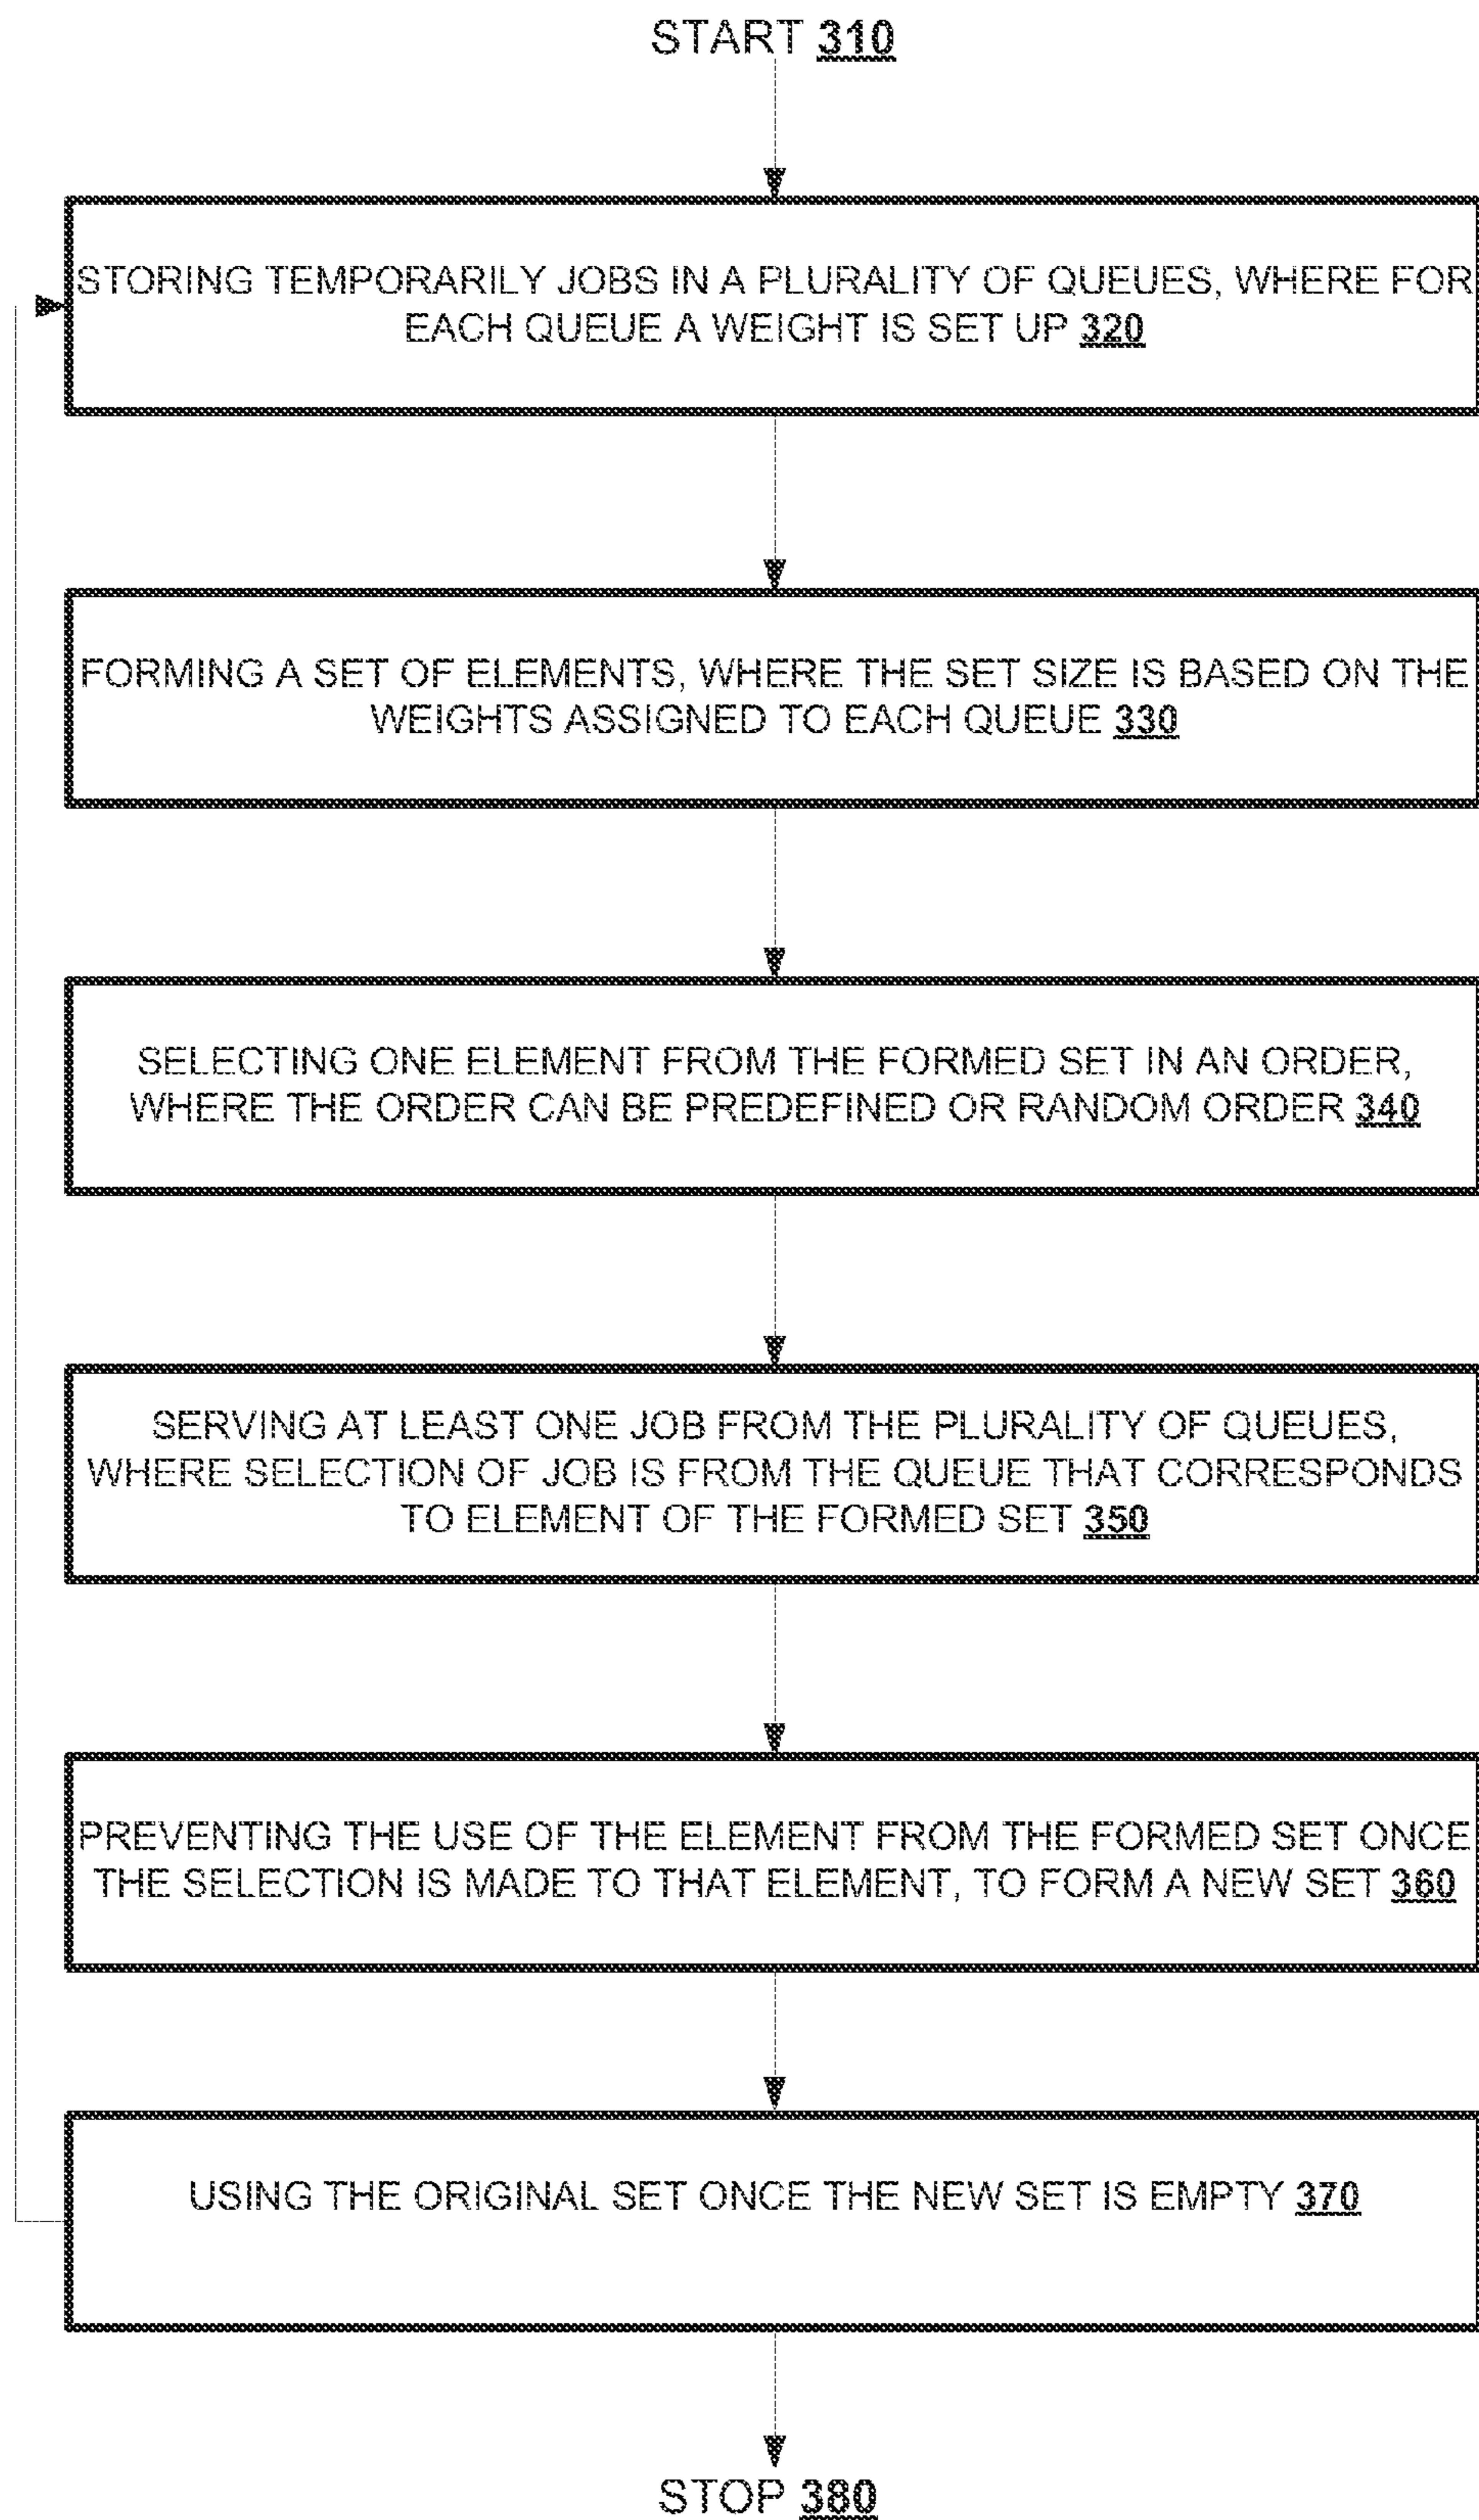 START 310
STORING TEMPORARILY JOBS IN A PLURALITY OF QUEUES, WHERE FOR
EACH QUEUE A WEIGHT IS SET UP 320
FORMING A SET OF ELEMENTS, WHERE THE SET SIZE IS BASED ON THE
WEIGHTS ASSIGNED TO EACH QUEUE 330
SELECTING ONE ELEMENT FROM THE FORMED SET IN AN ORDER,
WHERE THE ORDER CAN BE PREDEFINED OR RANDOM ORDER 340
SERVING AT LEAST ONE JOB FROM THE PLURALITY OF QUEUES,
WHERE SELECTION OF JOB IS FROM THE QUEUE THAT CORRESPONDS
TO ELEMENT OF THE FORMED SET 350
PREVENTING THE USE OF THE ELEMENT FROM THE FORMED SET ONCE
THE SELECTION IS MADE TO THAT ELEMENT, TO FORM A NEW SET 360
USING THE ORIGINAL SET ONCE THE NEW SET IS EMPTY 370
STOP 380